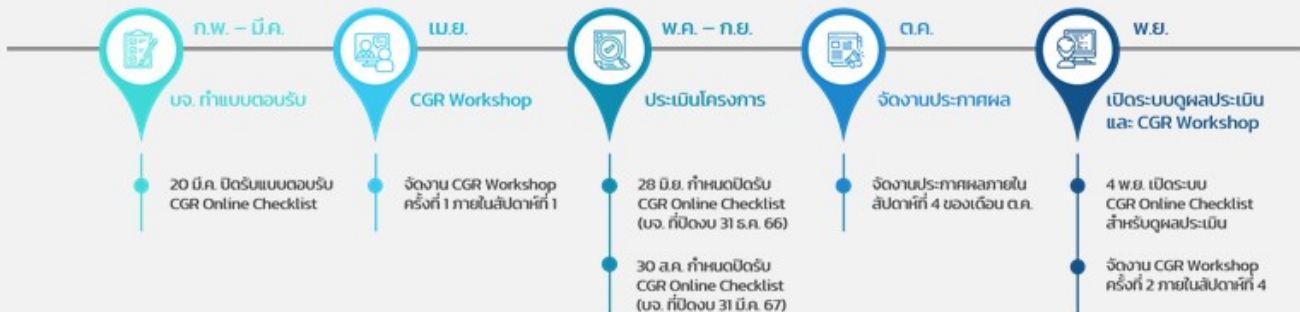 ก.พ. – มี.ค.
บจ. ทำแบบตอบรับ
20 มี.ค. ปิดรับแบบตอบรับ
CGR Online Checklist
เม.ย.
CGR Workshop
จัดงาน CGR Workshop
ครั้งที่ 1 ภายในสัปดาห์ที่ 1
พ.ค. – ก.ย.
ประเมินโครงการ
28 มิ.ย. กำหนดปิดรับ
CGR Online Checklist
(บจ. ที่ปิดงบ 31 ธ.ค. 66)
30 ส.ค. กำหนดปิดรับ
CGR Online Checklist
(บจ. ที่ปิดงบ 31 มี.ค. 67)
ต.ค.
จัดงานประกาศผล
จัดงานประกาศผลภายใน
สัปดาห์ที่ 4 ของเดือน ต.ค.
พ.ย.
เปิดระบบดูผลประเมิน
และ CGR Workshop
4 พ.ย. เปิดระบบ
CGR Online Checklist
สำหรับดูผลประเมิน
จัดงาน CGR Workshop
ครั้งที่ 2 ภายในสัปดาห์ที่ 4